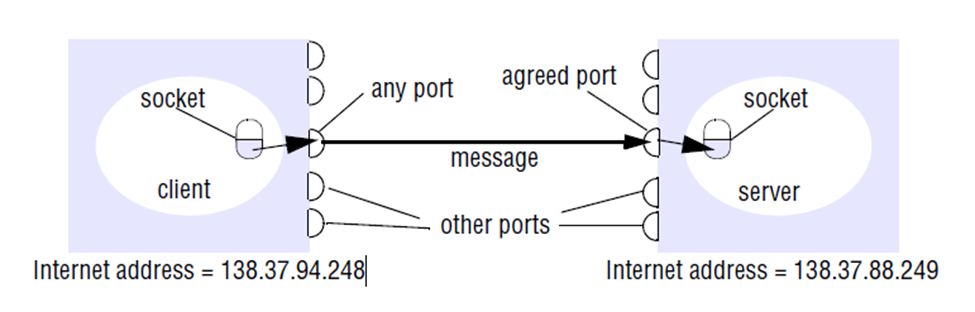 socket
any port
agreed port
socket
message
client
server
other ports
Internet address = 138.37.94.248
Internet address = 138.37.88.249